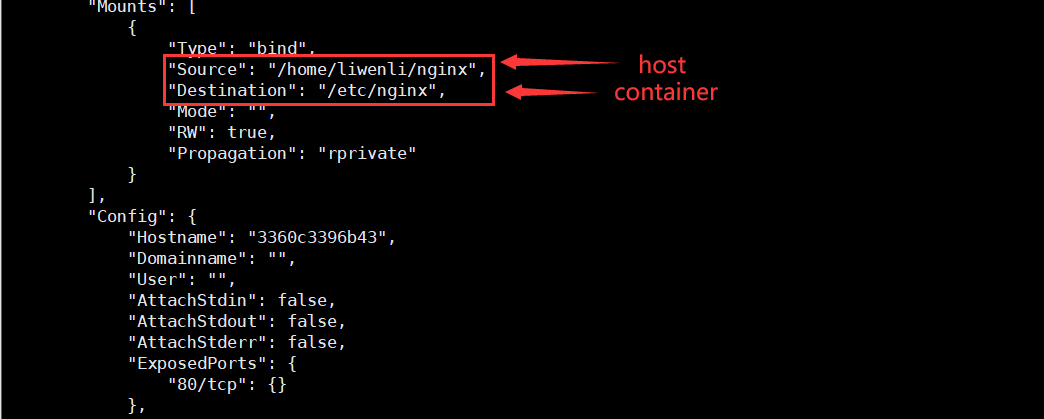 "Mounts": [
{
"Type": "bind",
"Source": "/home/liwenli/nginx",
host
"Destination": "/etc/nginx",
container
"Mode": "",
"RW": true,
"Propagation": "rprivate"
}
],
"Config": {
"Hostname": "3360c3396b43",
"Domainname": "",
"User": "",
"AttachStdin": false,
"AttachStdout": false,
"AttachStderr": false,
"ExposedPorts": {
"80/tcp": {}
},